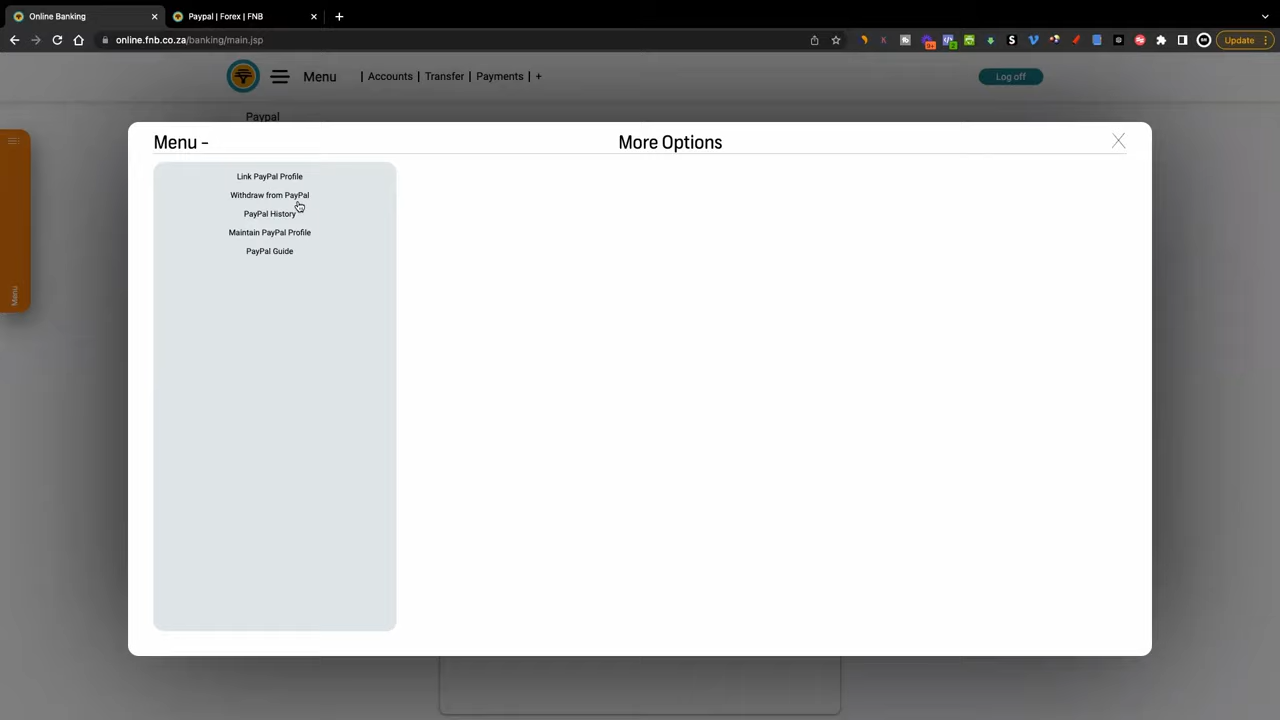 Online Banking
Paypal | Forex | FNB
online.fnb.co.za/banking/main.jsp
Update
Menu | Accounts | Transfer | Payments | +
Log off
Paypal
Menu -
More Options
Link PayPal Profile
Withdraw from PayPal
PayPal History
Maintain PayPal Profile
PayPal Guide
Menu